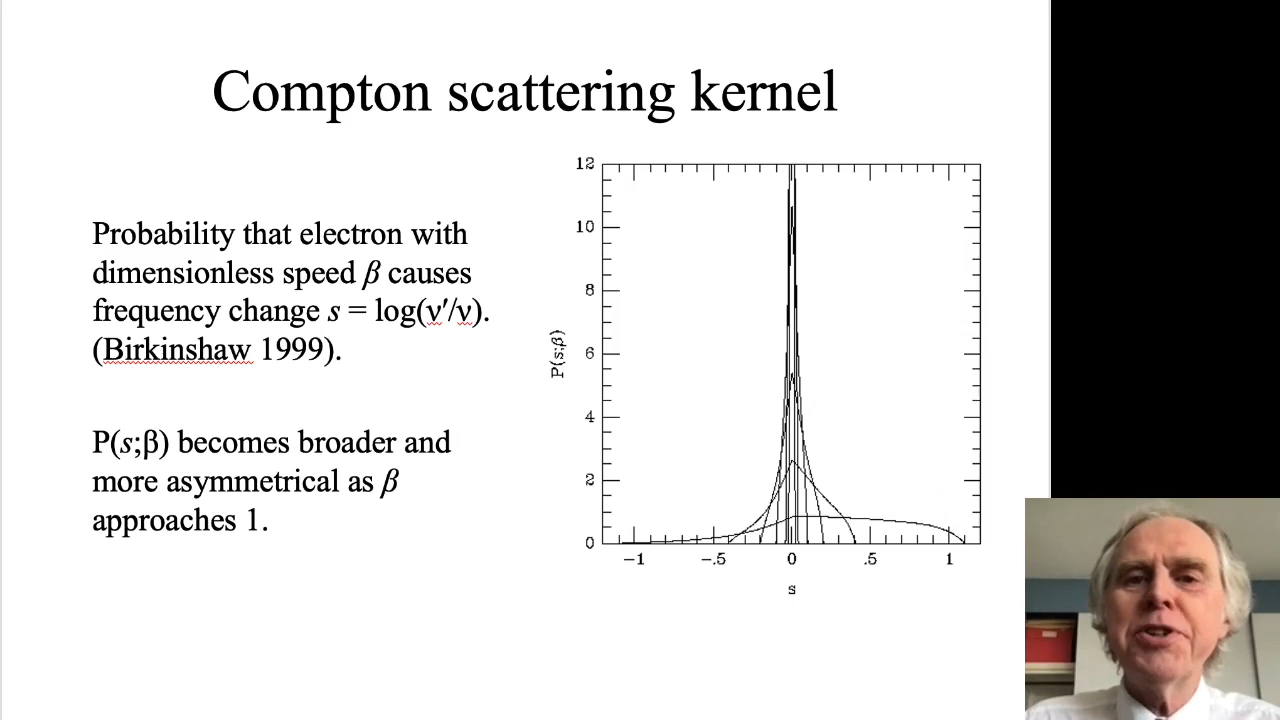 Compton scattering kernel
Probability that electron with
dimensionless speed β causes
frequency change s = log(ν′/ν).
(Birkinshaw 1999).
P(s;β) becomes broader and
more asymmetrical as β
approaches 1.
12
10
8
6
4
2
0
P(s;β)
−1 −.5 0 .5 1
s